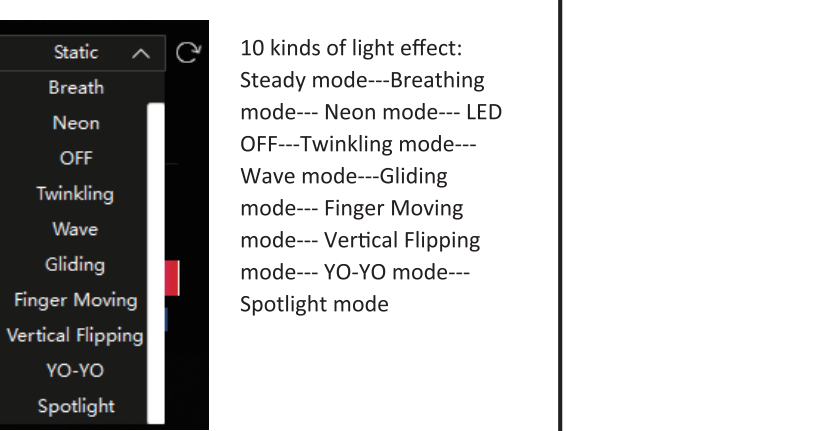 Static
Breath
Neon
OFF
Twinkling
Wave
Gliding
Finger Moving
Vertical Flipping
YO-YO
Spotlight
10 kinds of light effect:
Steady mode---Breathing
mode--- Neon mode--- LED
OFF---Twinkling mode---
Wave mode---Gliding
mode--- Finger Moving
mode--- Vertical Flipping
mode--- YO-YO mode---
Spotlight mode